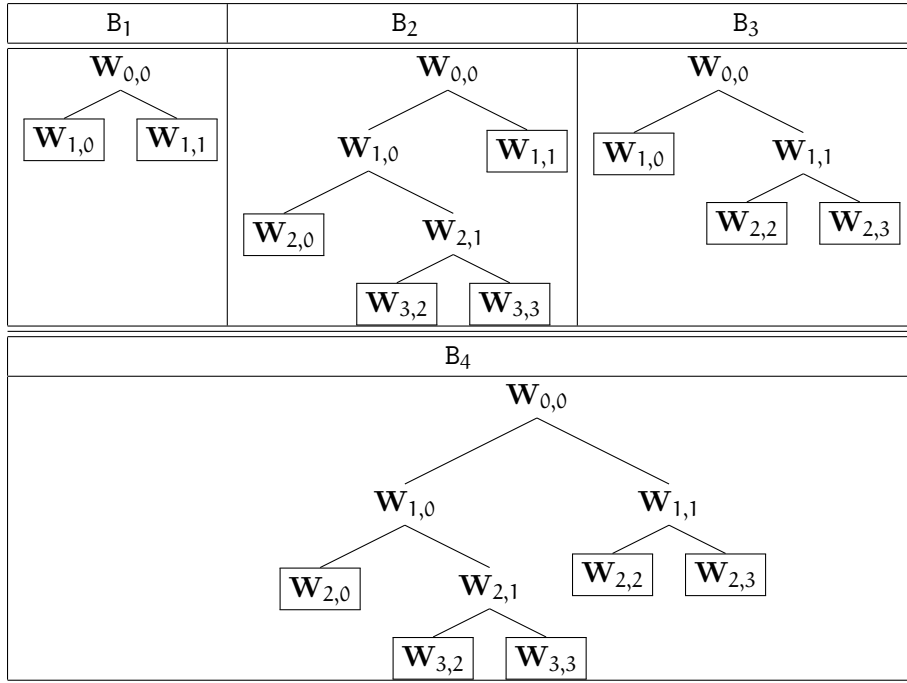 B₁ B₂ B₃
W₀,₀ W₀,₀ W₀,₀
W₁,₀ W₁,₁ W₁,₀ W₁,₁ W₁,₀ W₁,₁
W₂,₀ W₂,₁ W₂,₂ W₂,₃
W₃,₂ W₃,₃
B₄
W₀,₀
W₁,₀ W₁,₁
W₂,₀ W₂,₁ W₂,₂ W₂,₃
W₃,₂ W₃,₃